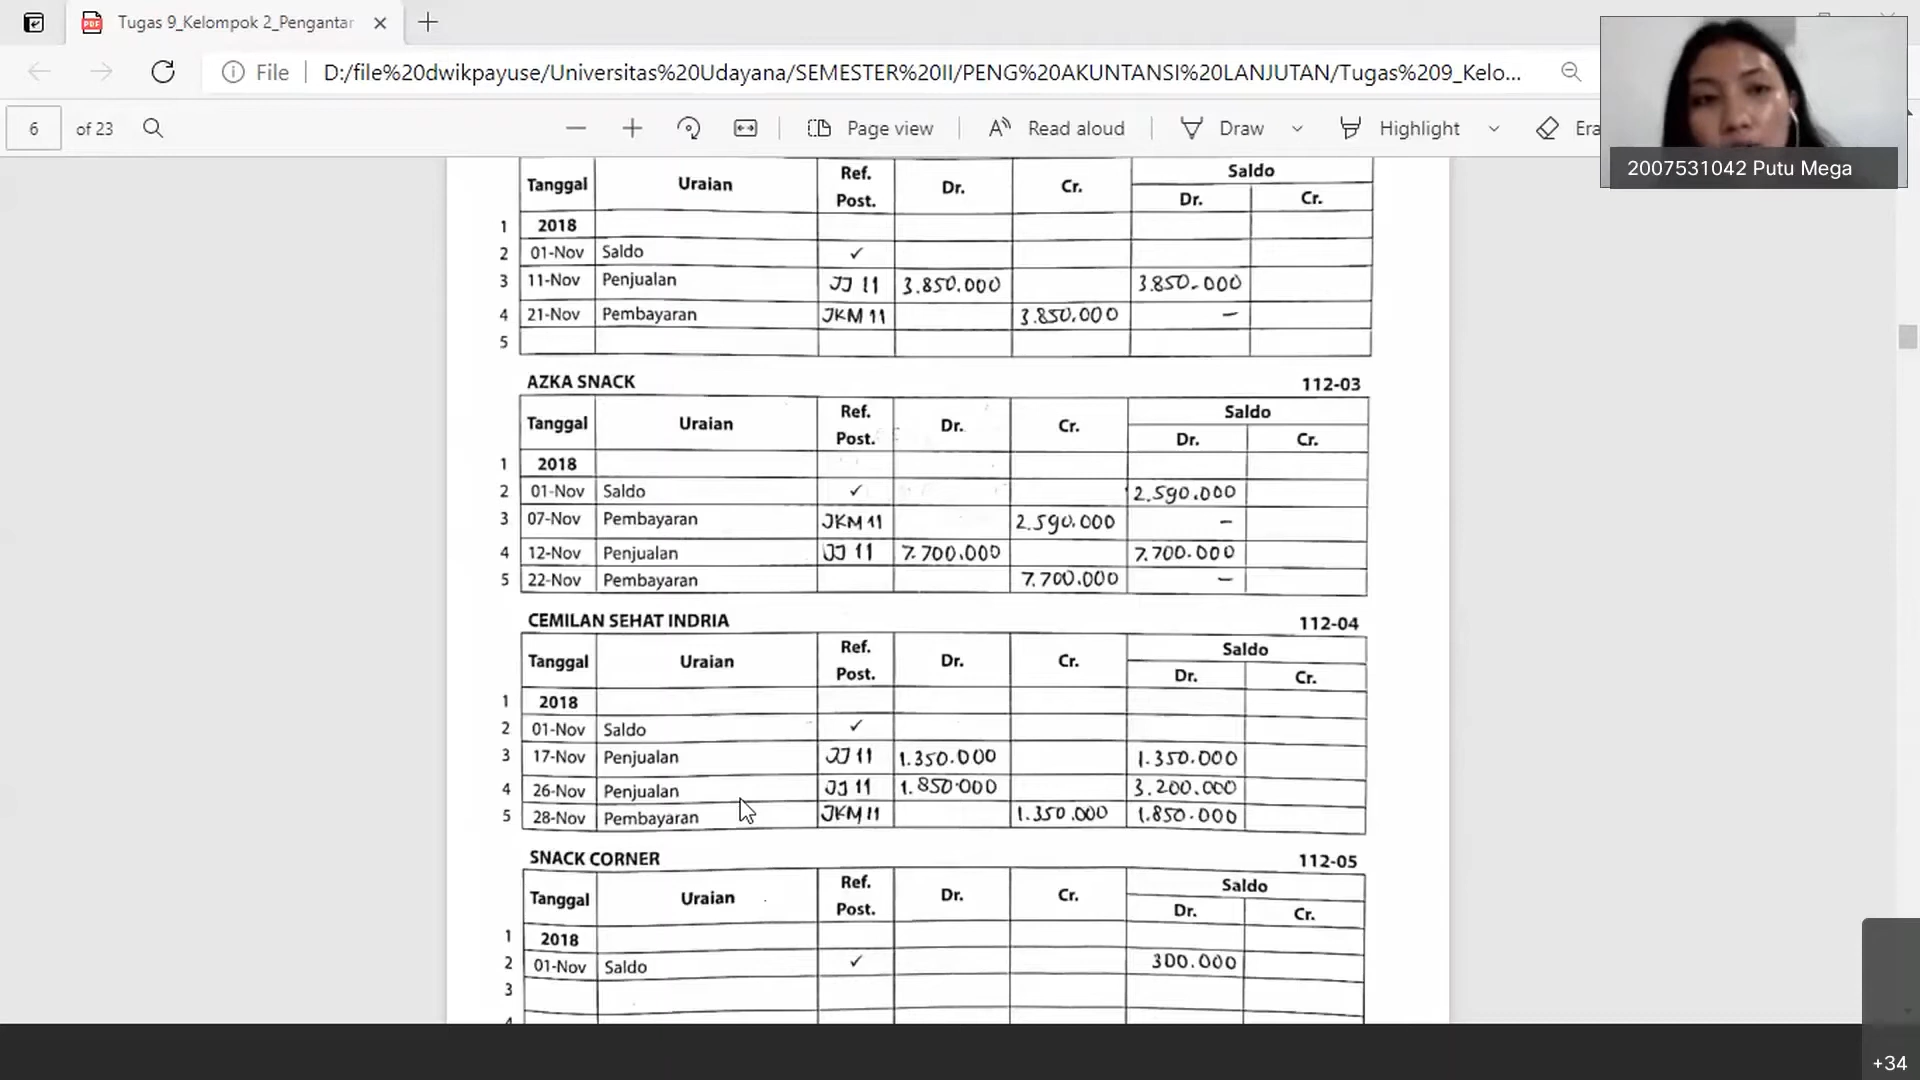 Tugas 9_Kelompok 2_Pengantar
File D:/file%20dwikpayuse/Universitas%20Udayana/SEMESTER%20II/PENG%20AKUNTANSI%20LANJUTAN/Tugas%209_Kelo...
6 of 23 Page view Read aloud Draw Highlight Era
2007531042 Putu Mega
Tanggal Uraian Ref. Post. Dr. Cr. Saldo
Dr. Cr.
1 2018
2 01-Nov Saldo ✓
3 11-Nov Penjualan JJ 11 3.850.000 3.850.000
4 21-Nov Pembayaran JKM 11 3.850.000 –
5
AZKA SNACK 112-03
Tanggal Uraian Ref. Post. Dr. Cr. Saldo
Dr. Cr.
1 2018
2 01-Nov Saldo ✓ 2.590.000
3 07-Nov Pembayaran JKM 11 2.590.000 –
4 12-Nov Penjualan JJ 11 7.700.000 7.700.000
5 22-Nov Pembayaran 7.700.000 –
CEMILAN SEHAT INDRIA 112-04
Tanggal Uraian Ref. Post. Dr. Cr. Saldo
Dr. Cr.
1 2018
2 01-Nov Saldo ✓
3 17-Nov Penjualan JJ 11 1.350.000 1.350.000
4 26-Nov Penjualan JJ 11 1.850.000 3.200.000
5 28-Nov Pembayaran JKM 11 1.350.000 1.850.000
SNACK CORNER 112-05
Tanggal Uraian Ref. Post. Dr. Cr. Saldo
Dr. Cr.
1 2018
2 01-Nov Saldo ✓ 300.000
3
4
+34